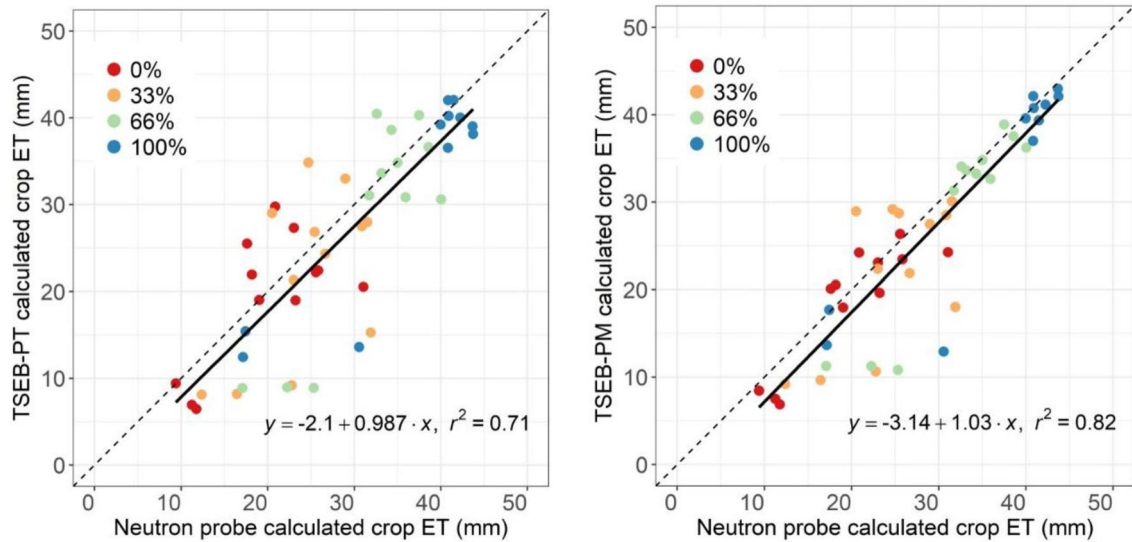 TSEB-PT calculated crop ET (mm)
50
40
30
20
10
0
0%
33%
66%
100%
y = -2.1 + 0.987 · x, r² = 0.71
0 10 20 30 40 50
Neutron probe calculated crop ET (mm)
TSEB-PM calculated crop ET (mm)
50
40
30
20
10
0
0%
33%
66%
100%
y = -3.14 + 1.03 · x, r² = 0.82
0 10 20 30 40 50
Neutron probe calculated crop ET (mm)